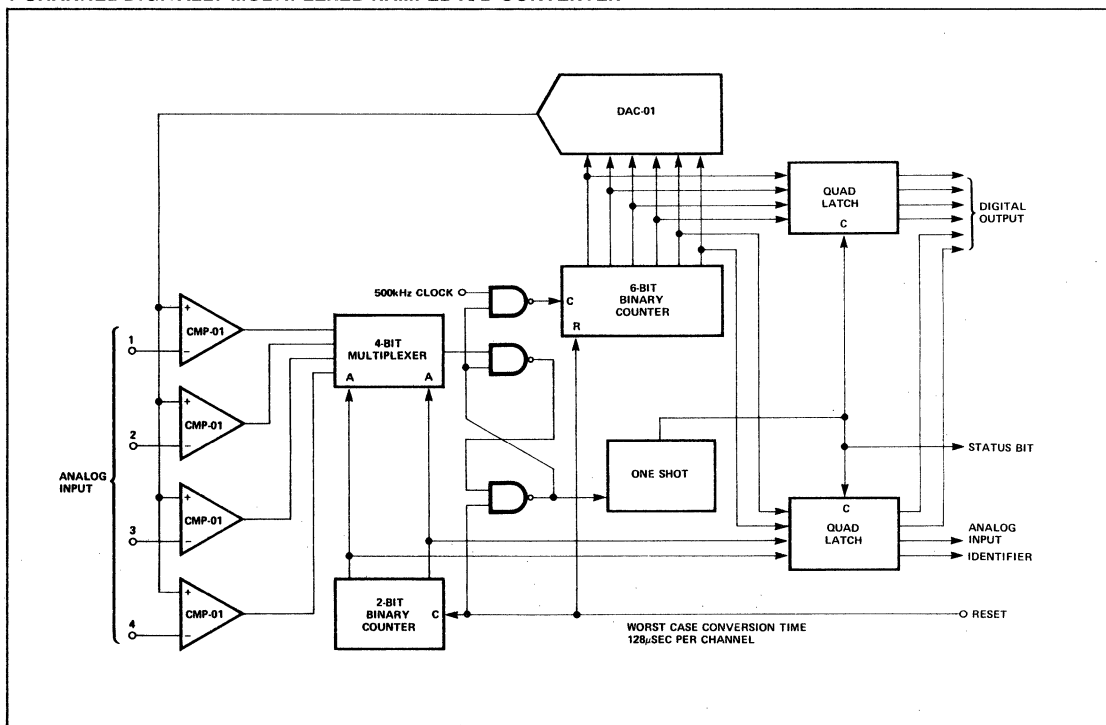 DAC-01
QUAD
LATCH
C
DIGITAL
OUTPUT
500kHz CLOCK
C
6-BIT
BINARY
COUNTER
R
+
CMP-01
-
1
4-BIT
MULTIPLEXER
A
A
+
CMP-01
-
2
ANALOG
INPUT
+
CMP-01
-
3
ONE SHOT
STATUS BIT
C
QUAD
LATCH
ANALOG
INPUT
IDENTIFIER
+
CMP-01
-
4
2-BIT
BINARY
COUNTER
C
RESET
WORST CASE CONVERSION TIME
128µSEC PER CHANNEL